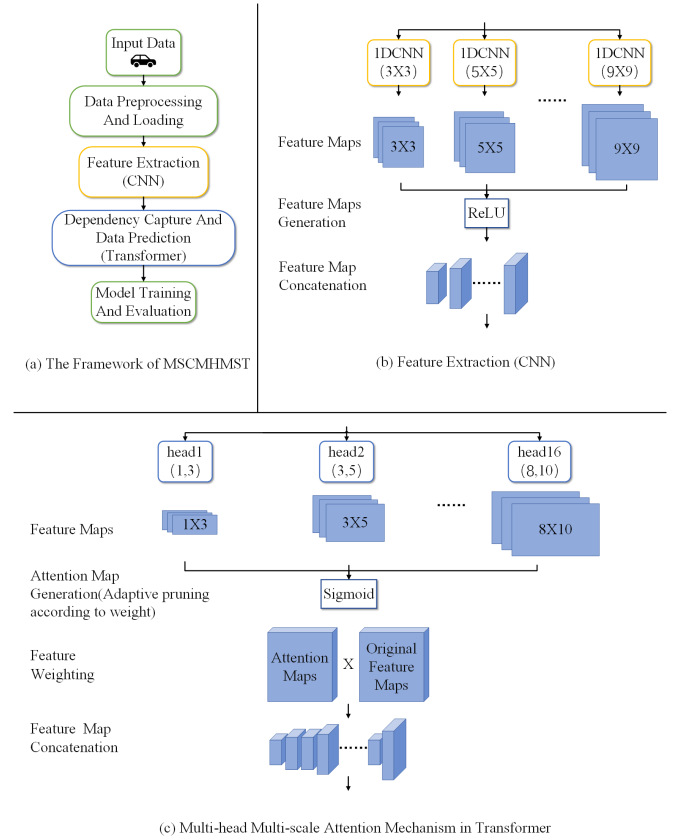 Input Data
Data Preprocessing
And Loading
Feature Extraction
(CNN)
Dependency Capture And
Data Prediction
(Transformer)
Model Training
And Evaluation
(a) The Framework of MSCMHMST
1DCNN
(3X3)
1DCNN
(5X5)
1DCNN
(9X9)
......
Feature Maps
3X3
5X5
9X9
Feature Maps
Generation
ReLU
Feature Map
Concatenation
......
(b) Feature Extraction (CNN)
head1
(1,3)
head2
(3,5)
head16
(8,10)
Feature Maps
1X3
3X5
......
8X10
Attention Map
Generation(Adaptive pruning
according to weight)
Sigmoid
Feature
Weighting
Attention
Maps
X
Original
Feature
Maps
Feature Map
Concatenation
......
(c) Multi-head Multi-scale Attention Mechanism in Transformer